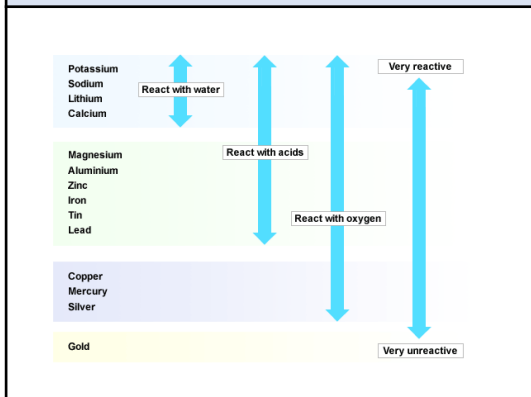 Very reactive
Potassium
Sodium
React with water
Lithium
Calcium
React with acids
Magnesium
Aluminium
Zinc
Iron
Tin
React with oxygen
Lead
Copper
Mercury
Silver
Gold
Very unreactive